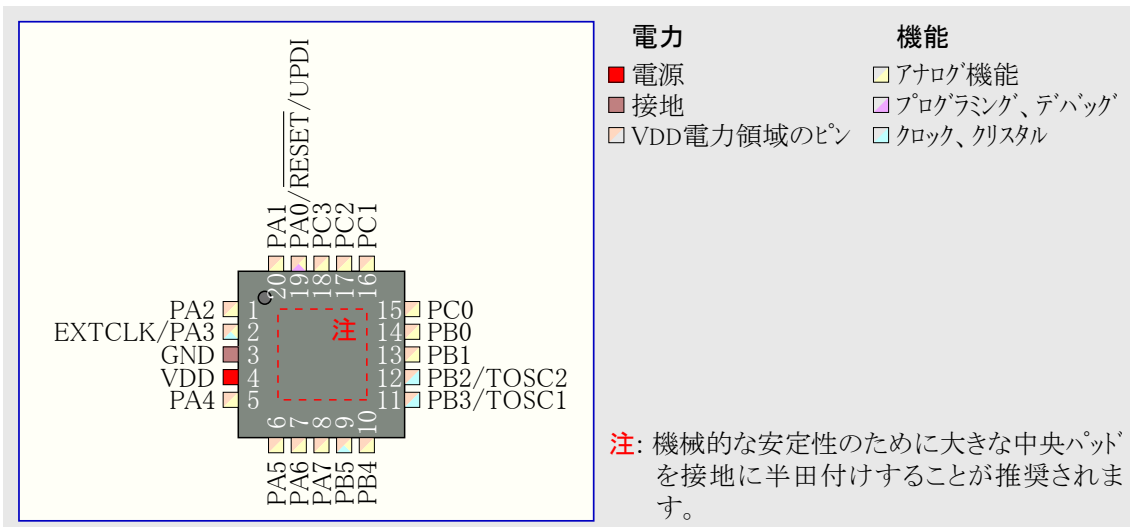 電力
機能
電源
接地
VDD電力領域のピン
アナログ機能
プログラミング、デバッグ
クロック、クリスタル
PA1
PA0/RESET/UPDI
PC3
PC2
PC1
20
19
18
17
16
PA2 1
EXTCLK/PA3 2
GND 3
VDD 4
PA4 5
注
15 PC0
14 PB0
13 PB1
12 PB2/TOSC2
11 PB3/TOSC1
6
7
8
9
10
PA5
PA6
PA7
PB5
PB4
注: 機械的な安定性のために大きな中央パッド
を接地に半田付けすることが推奨されま
す。